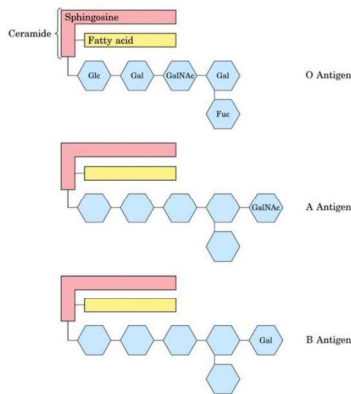 Sphingosine
Ceramide
Fatty acid
Glc Gal GalNAc Gal
O Antigen
Fuc
GalNAc
A Antigen
Gal
B Antigen